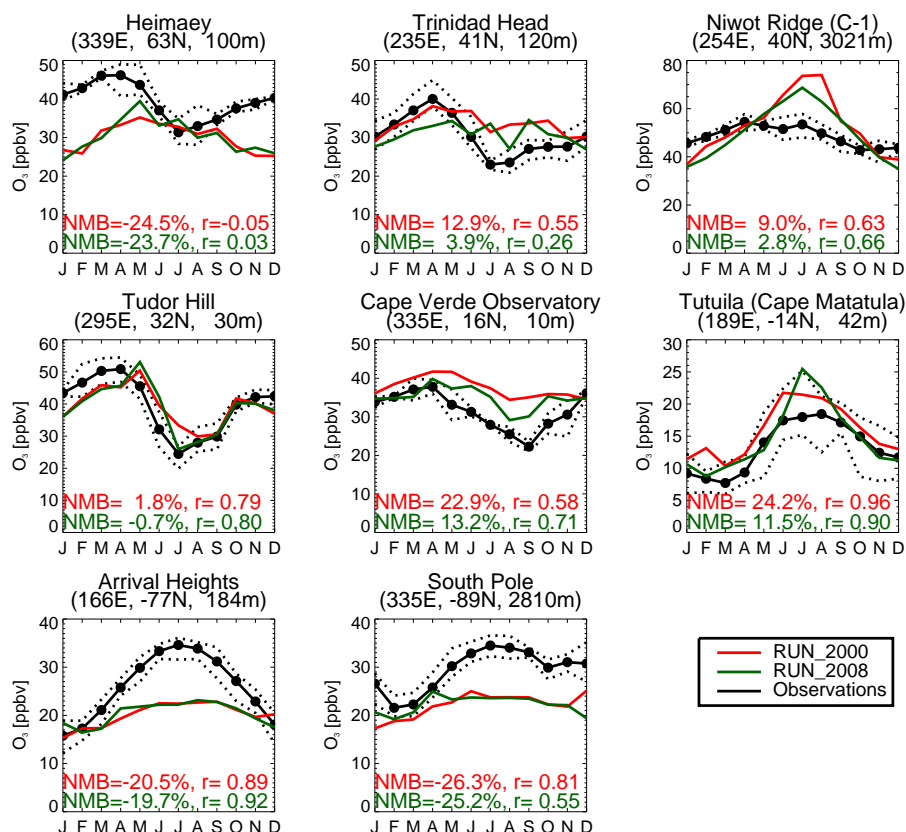 Heimaey
(339E, 63N, 100m)
O3 [ppbv]
50
40
30
20
10
0
NMB=-24.5%, r=-0.05
NMB=-23.7%, r= 0.03
J F M A M J J A S O N D
Trinidad Head
(235E, 41N, 120m)
O3 [ppbv]
50
40
30
20
10
0
NMB= 12.9%, r= 0.55
NMB= 3.9%, r= 0.26
J F M A M J J A S O N D
Niwot Ridge (C-1)
(254E, 40N, 3021m)
O3 [ppbv]
80
60
40
20
0
NMB= 9.0%, r= 0.63
NMB= 2.8%, r= 0.66
J F M A M J J A S O N D
Tudor Hill
(295E, 32N, 30m)
O3 [ppbv]
60
50
40
30
20
10
0
NMB= 1.8%, r= 0.79
NMB= -0.7%, r= 0.80
J F M A M J J A S O N D
Cape Verde Observatory
(335E, 16N, 10m)
O3 [ppbv]
50
40
30
20
10
0
NMB= 22.9%, r= 0.58
NMB= 13.2%, r= 0.71
J F M A M J J A S O N D
Tutuila (Cape Matatula)
(189E, -14N, 42m)
O3 [ppbv]
30
25
20
15
10
5
0
NMB= 24.2%, r= 0.96
NMB= 11.5%, r= 0.90
J F M A M J J A S O N D
Arrival Heights
(166E, -77N, 184m)
O3 [ppbv]
40
30
20
10
0
NMB=-20.5%, r= 0.89
NMB=-19.7%, r= 0.92
J F M A M J J A S O N D
South Pole
(335E, -89N, 2810m)
O3 [ppbv]
40
30
20
10
0
NMB=-26.3%, r= 0.81
NMB=-25.2%, r= 0.55
J F M A M J J A S O N D
RUN_2000
RUN_2008
Observations